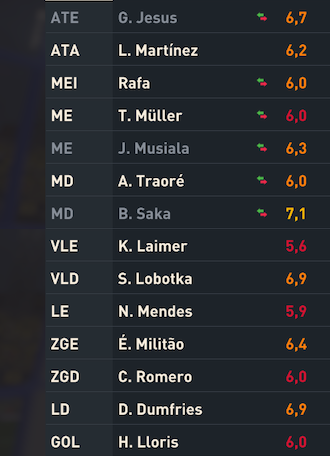 ATE G. Jesus 6,7
ATA L. Martínez 6,2
MEI Rafa 6,0
ME T. Müller 6,0
ME J. Musiala 6,3
MD A. Traoré 6,0
MD B. Saka 7,1
VLE K. Laimer 5,6
VLD S. Lobotka 6,9
LE N. Mendes 5,9
ZGE É. Militão 6,4
ZGD C. Romero 6,0
LD D. Dumfries 6,9
GOL H. Lloris 6,0